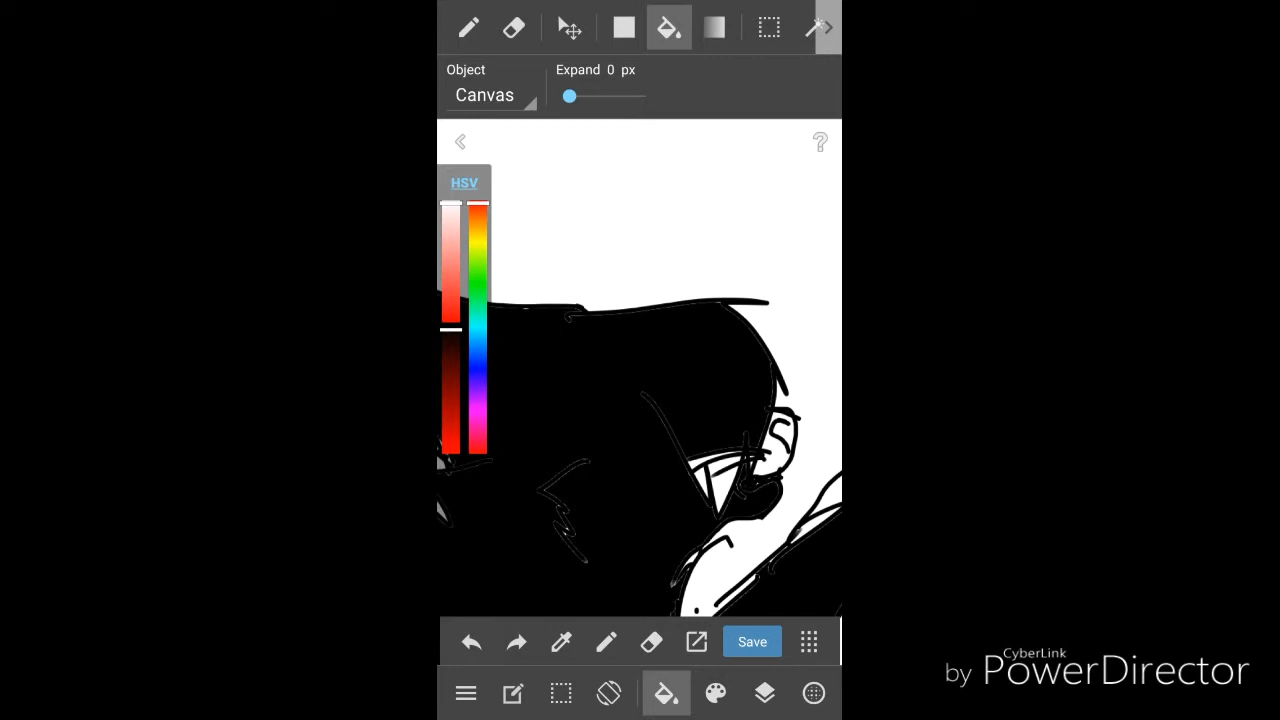 Object
Expand 0 px
Canvas
HSV
Save
CyberLink
by PowerDirector